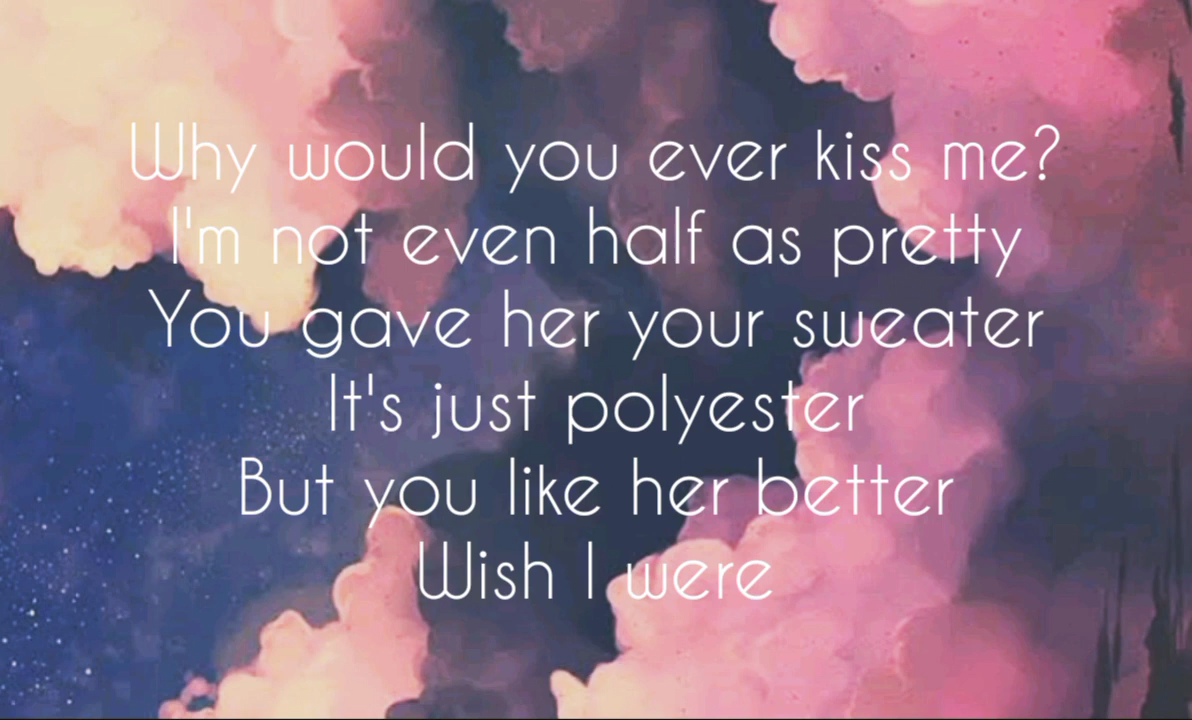 Why would you ever kiss me?
I'm not even half as pretty
You gave her your sweater
It's just polyester
But you like her better
Wish I were